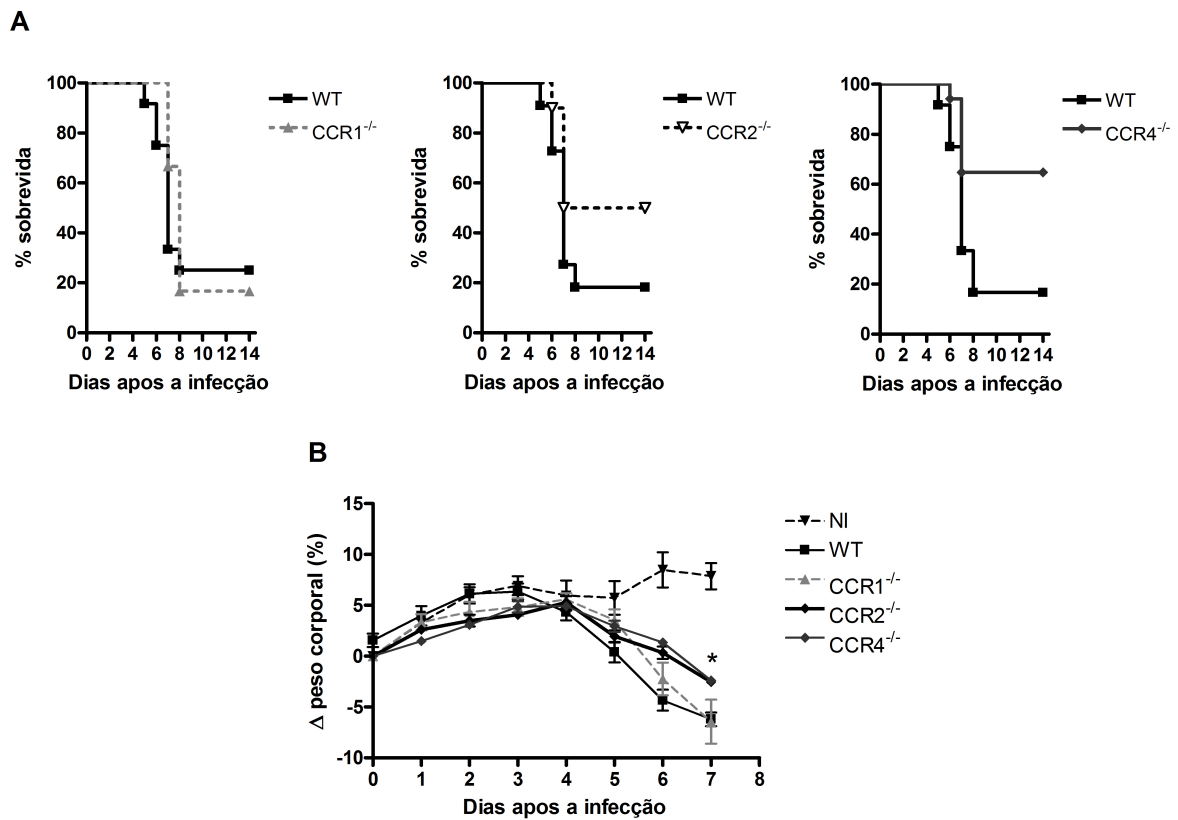 A
% sobrevida
100
80
60
40
20
0
0 2 4 6 8 10 12 14
Dias apos a infecção
WT
CCR1-/-
% sobrevida
100
80
60
40
20
0
0 2 4 6 8 10 12 14
Dias apos a infecção
WT
CCR2-/-
% sobrevida
100
80
60
40
20
0
0 2 4 6 8 10 12 14
Dias apos a infecção
WT
CCR4-/-
B
Δ peso corporal (%)
15
10
5
0
-5
-10
*
0 1 2 3 4 5 6 7 8
Dias apos a infecção
NI
WT
CCR1-/-
CCR2-/-
CCR4-/-